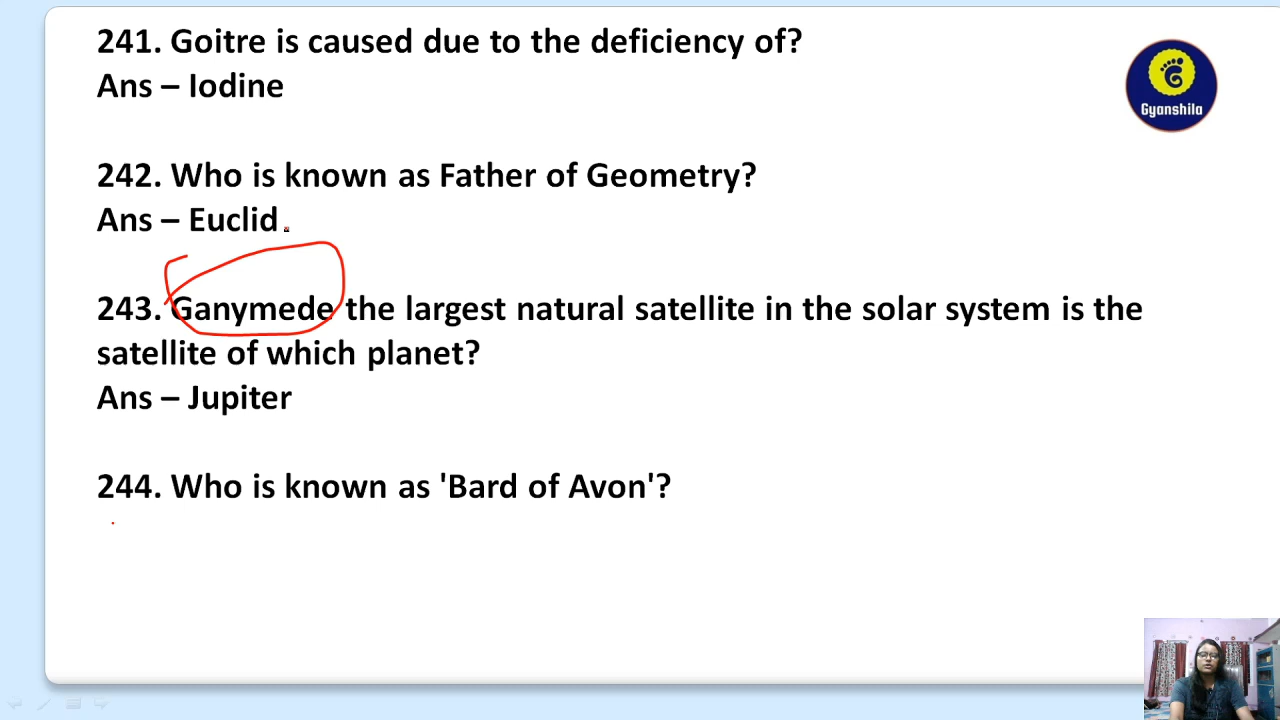 241. Goitre is caused due to the deficiency of?
Ans – Iodine
Gyanshila
242. Who is known as Father of Geometry?
Ans – Euclid
243. Ganymede the largest natural satellite in the solar system is the
satellite of which planet?
Ans – Jupiter
244. Who is known as 'Bard of Avon'?